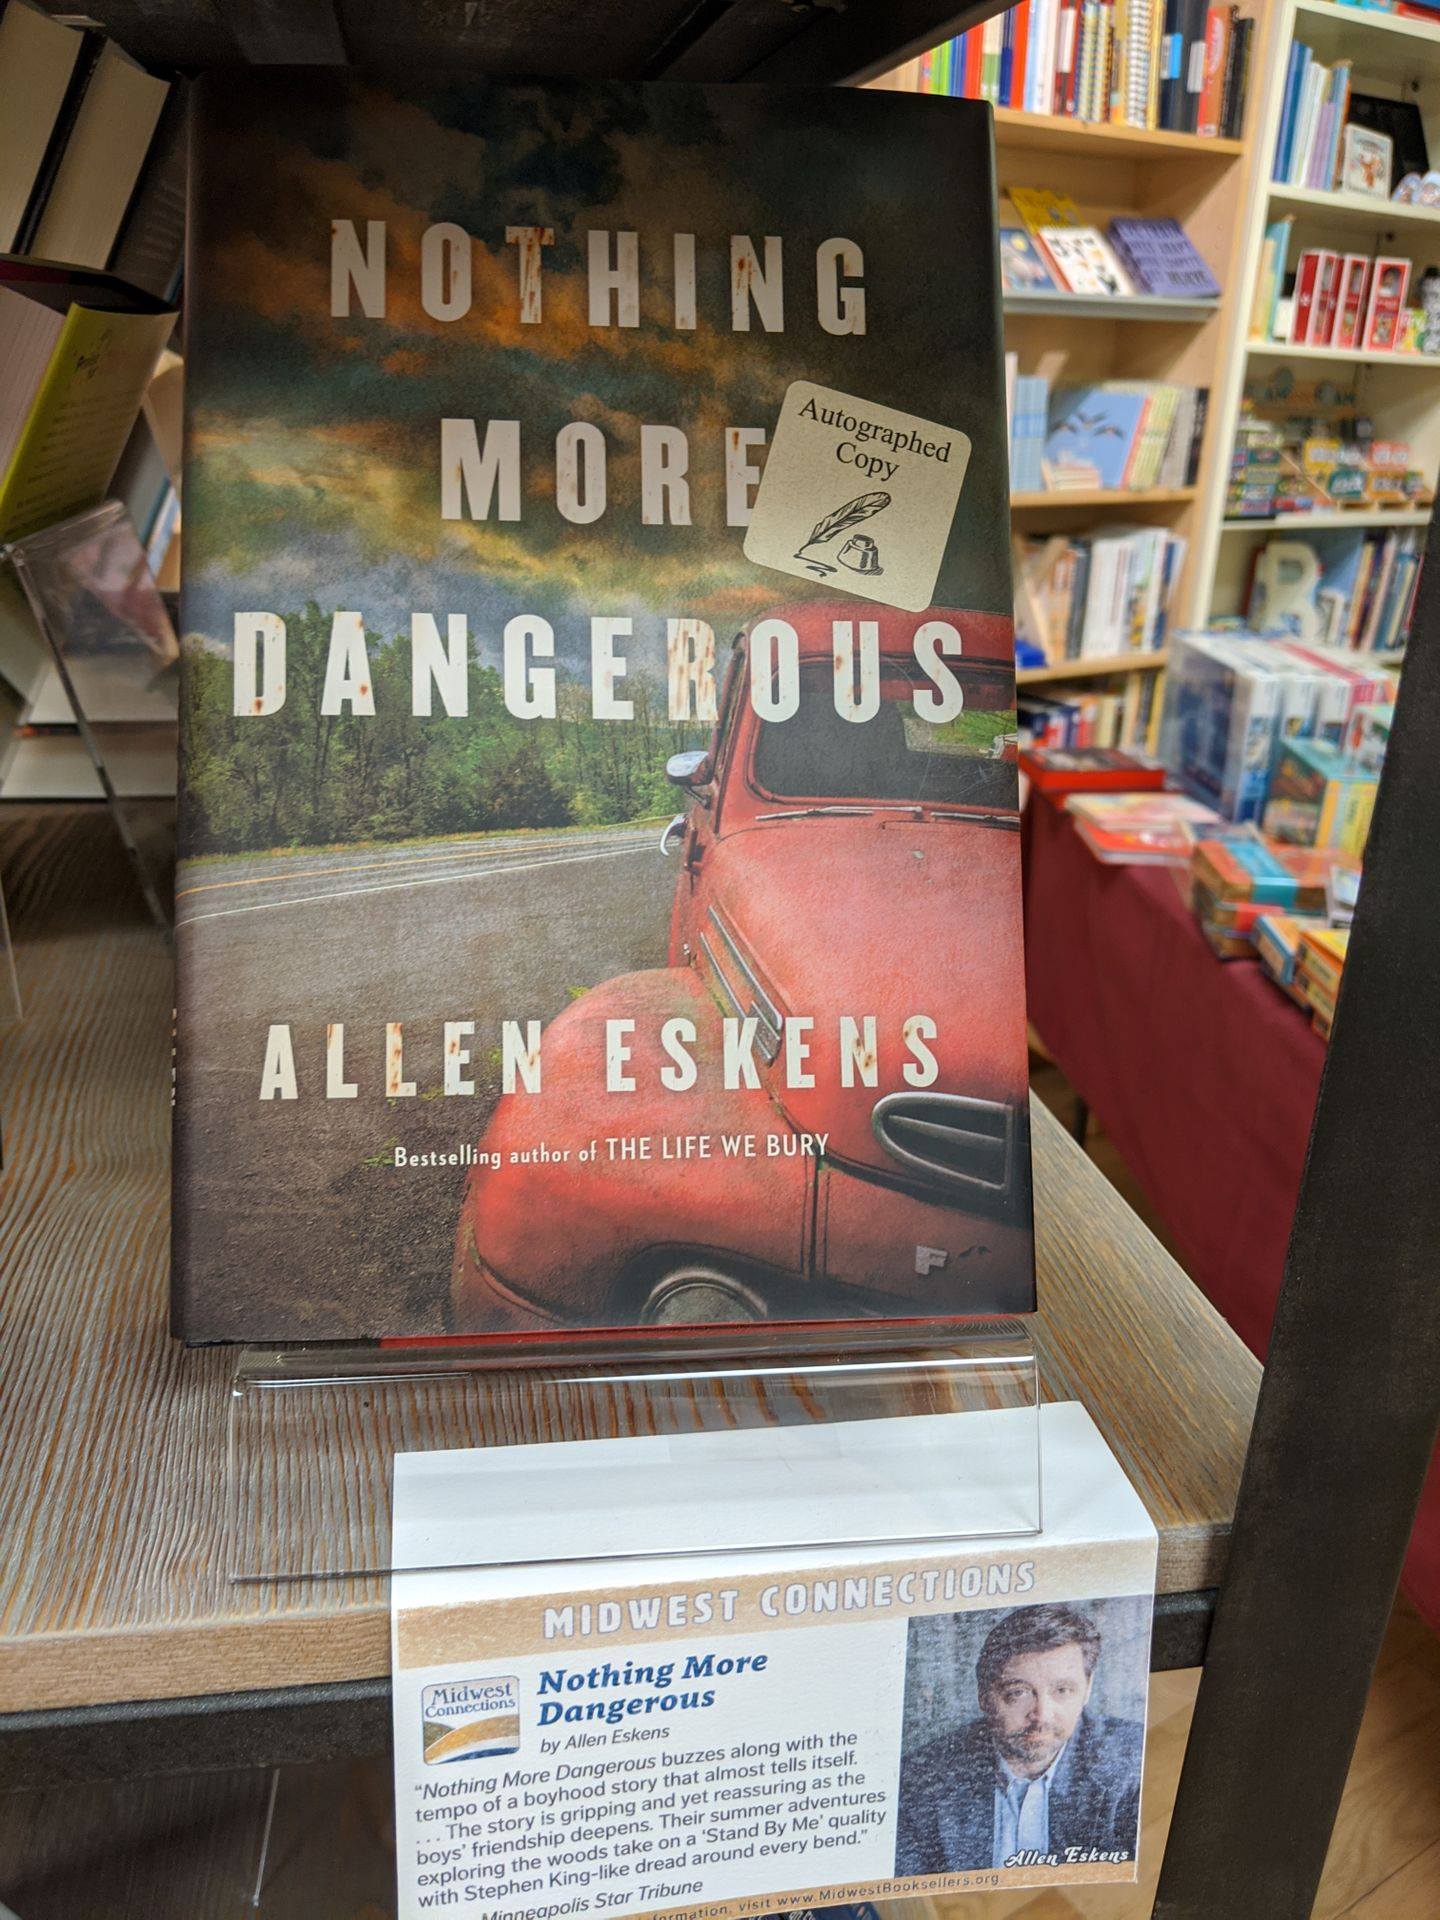 NOTHING
MORE
Autographed
Copy
DANGEROUS
ALLEN ESKENS
Bestselling author of THE LIFE WE BURY
MIDWEST CONNECTIONS
Midwest
Connections
Nothing More
Dangerous
by Allen Eskens
"Nothing More Dangerous buzzes along with the
tempo of a boyhood story that almost tells itself.
. . . The story is gripping and yet reassuring as the
boys' friendship deepens. Their summer adventures
exploring the woods take on a 'Stand By Me' quality
with Stephen King-like dread around every bend."
Minneapolis Star Tribune
Allen Eskens
visit www.MidwestBooksellers.org